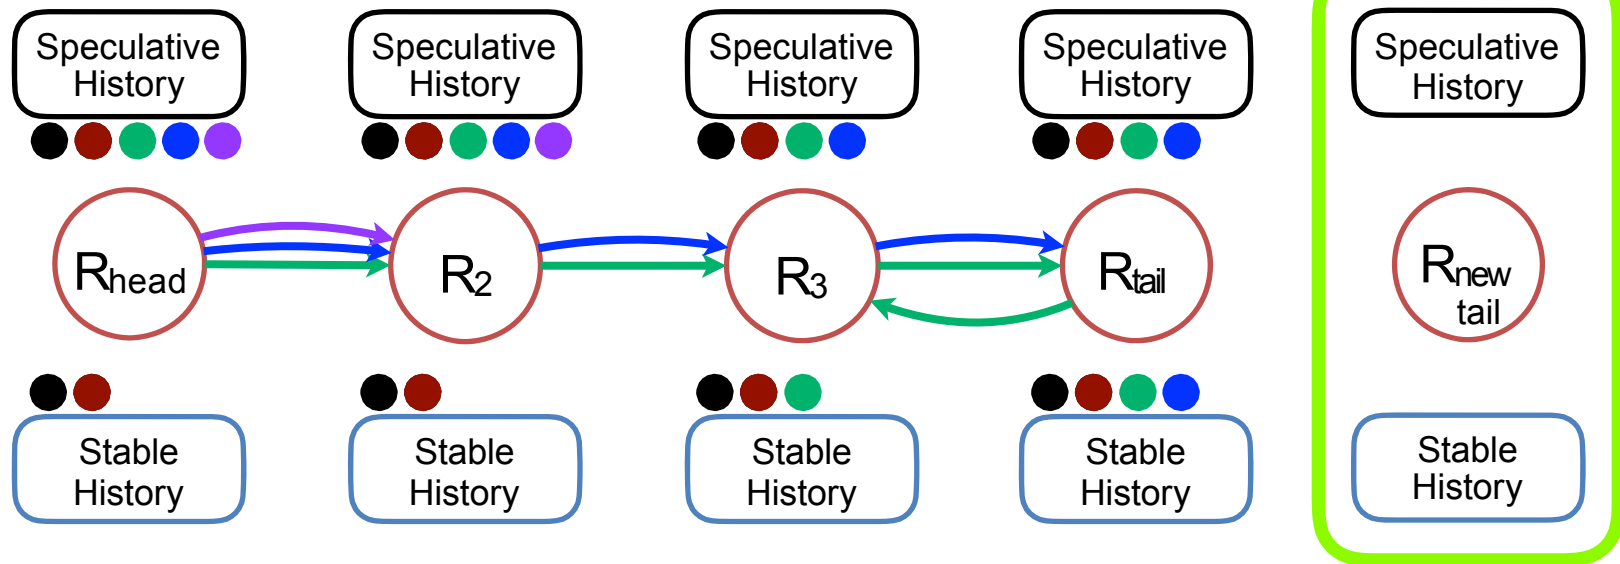 Speculative
History
Speculative
History
Speculative
History
Speculative
History
Speculative
History
Rhead
R2
R3
Rtail
Rnew
tail
Stable
History
Stable
History
Stable
History
Stable
History
Stable
History